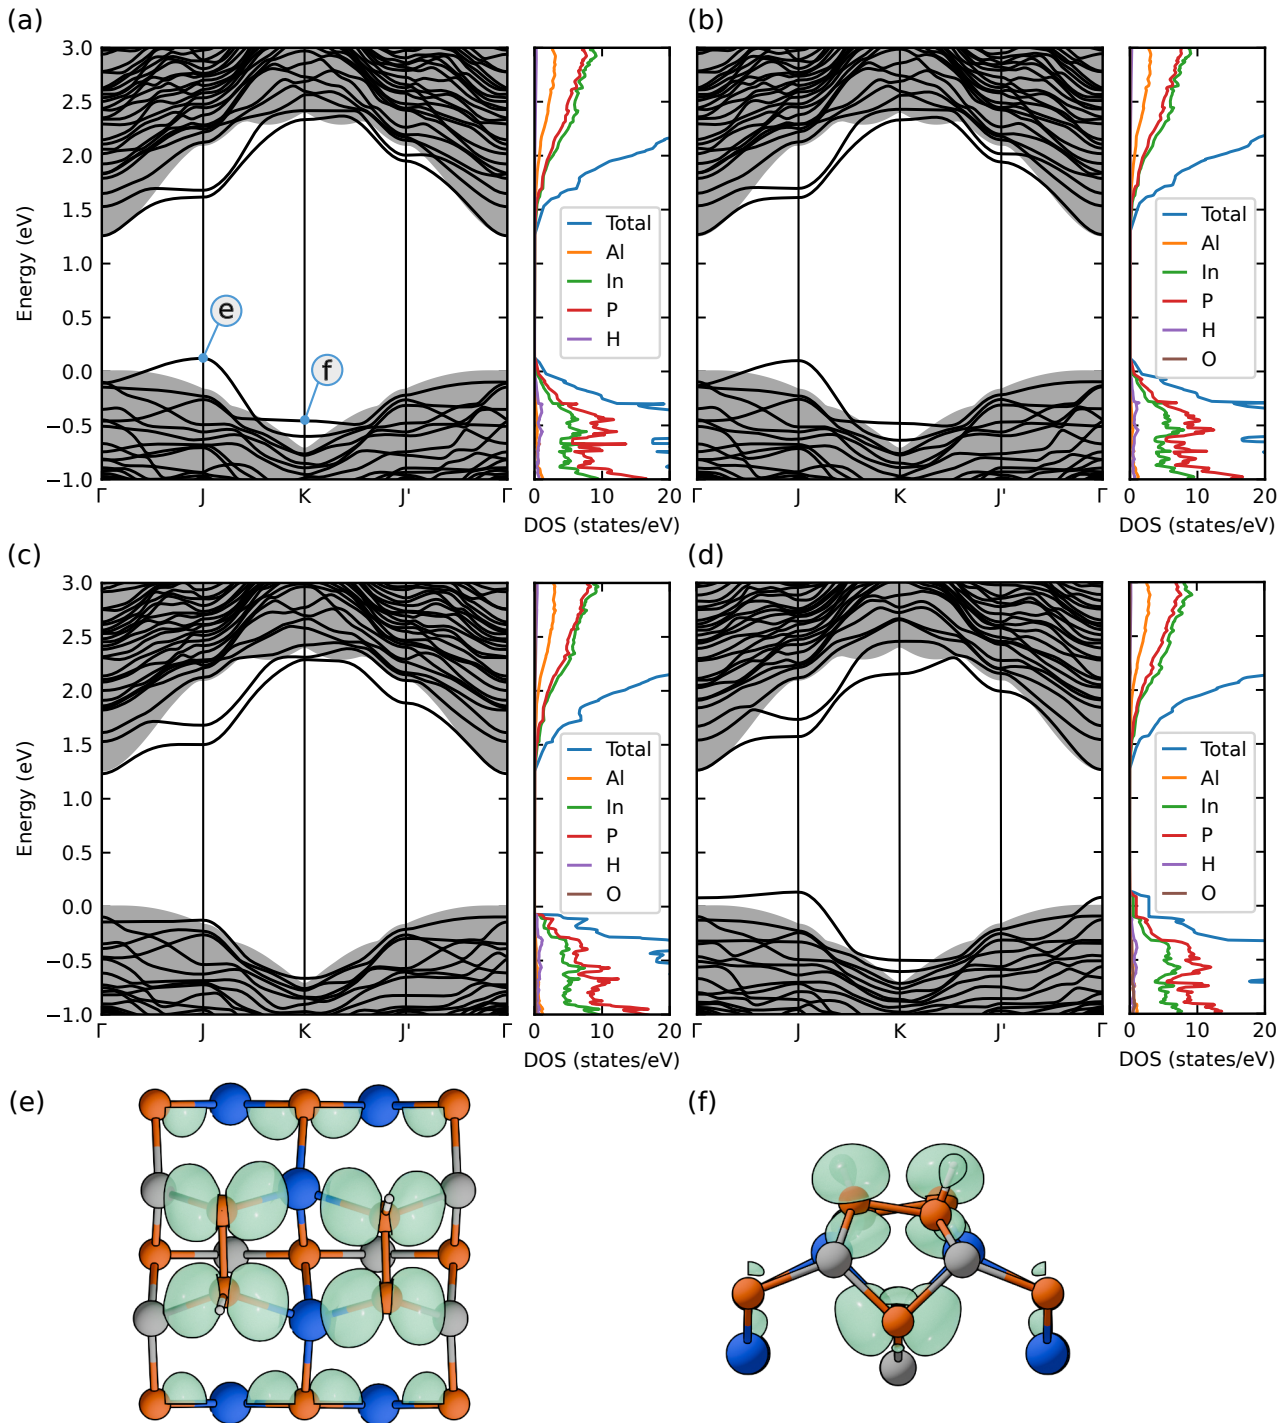 (a)
(b)
3.0
2.5
2.0
1.5
1.0
0.5
0.0
−0.5
−1.0
Energy (eV)
e
f
Γ J K J' Γ
Total
Al
In
P
H
0 10 20
DOS (states/eV)
Γ J K J' Γ
Total
Al
In
P
H
O
0 10 20
DOS (states/eV)
(c)
(d)
3.0
2.5
2.0
1.5
1.0
0.5
0.0
−0.5
−1.0
Energy (eV)
Γ J K J' Γ
Total
Al
In
P
H
O
0 10 20
DOS (states/eV)
Γ J K J' Γ
Total
Al
In
P
H
O
0 10 20
DOS (states/eV)
(e)
(f)